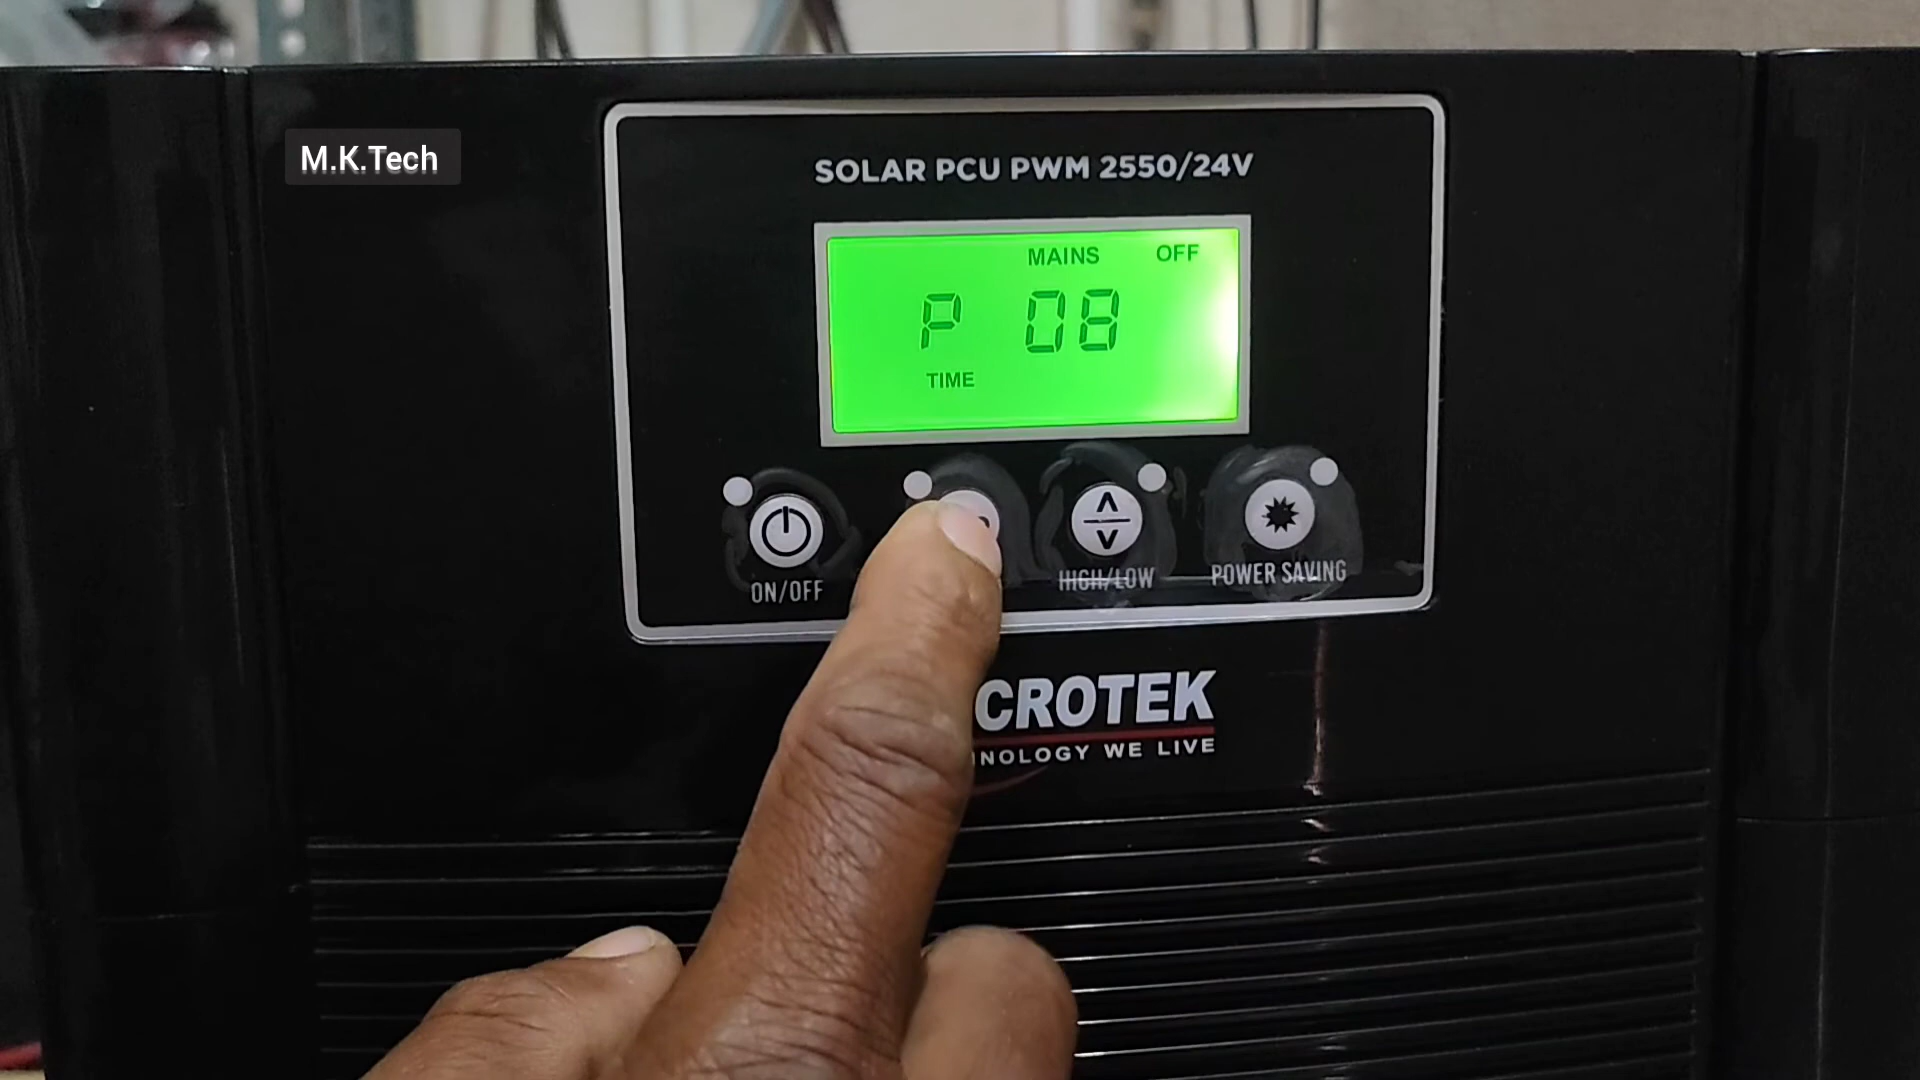 M.K.Tech
SOLAR PCU PWM 2550/24V
MAINS OFF
P 08
TIME
ON/OFF
HIGH/LOW
POWER SAVING
CROTEK
NOLOGY WE LIVE